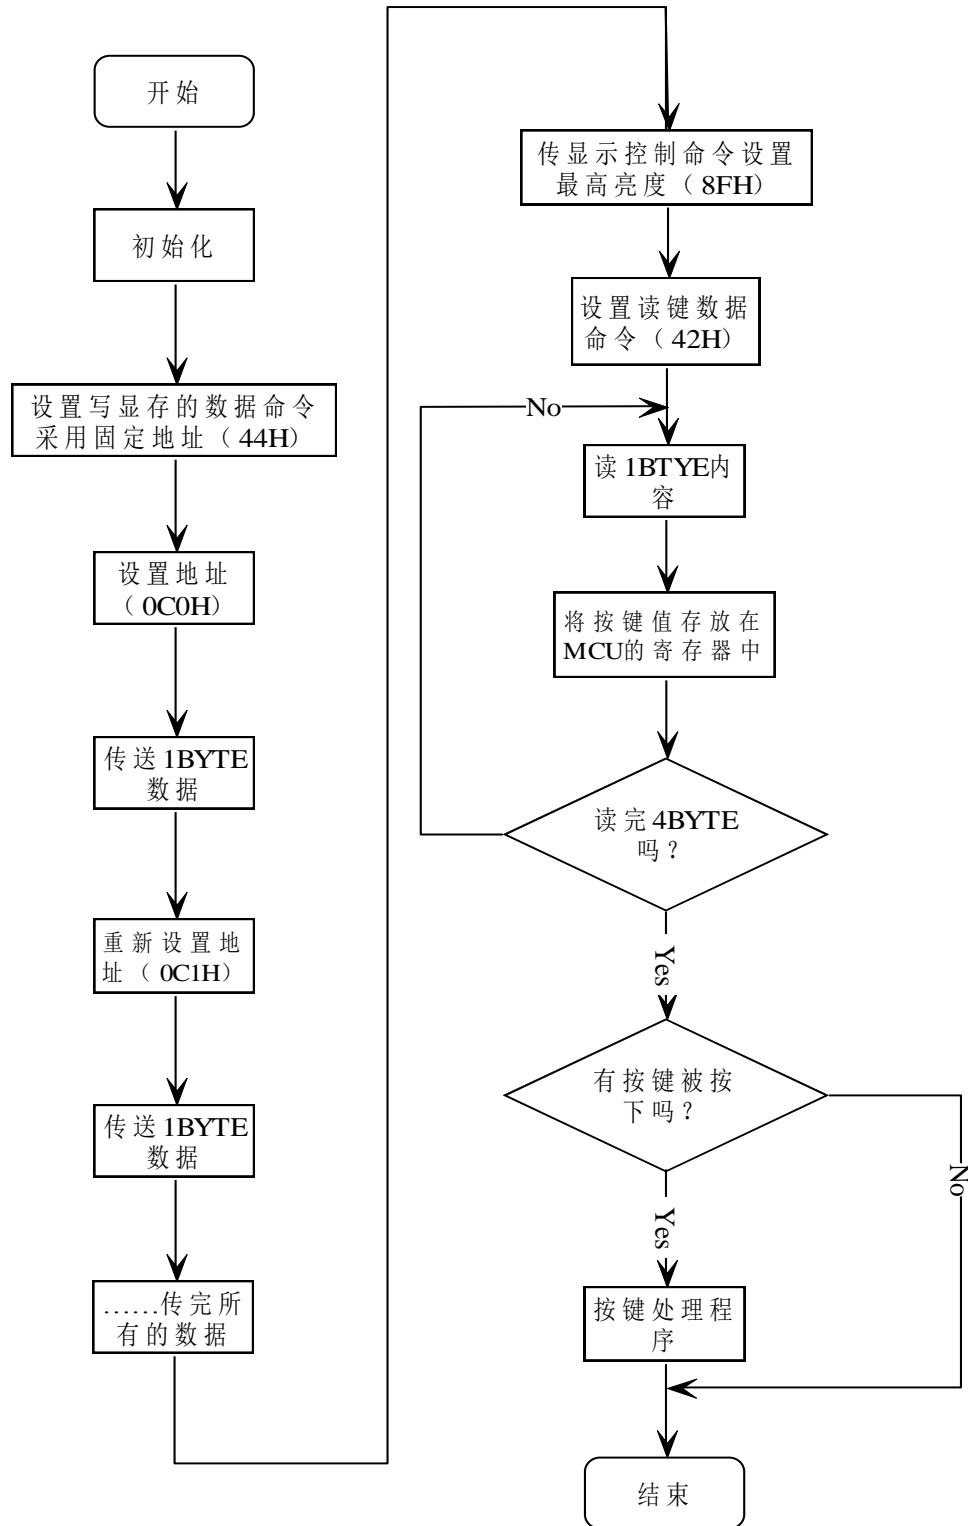 开始
初始化
设置写显存的数据命令
采用固定地址（44H）
设置地址
（0C0H）
传送1BYTE
数据
重新设置地
址（0C1H）
传送1BYTE
数据
……传完所
有的数据
传显示控制命令设置
最高亮度（8FH）
设置读键数据
命令（42H）
No
读1BTYE内
容
将按键值存放在
MCU的寄存器中
读完4BYTE
吗？
Yes
有按键被按
下吗？
No
Yes
按键处理程
序
结束